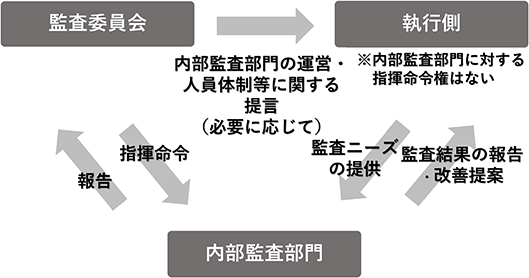 監査委員会
執行側
内部監査部門の運営・
人員体制等に関する
提言
（必要に応じて）
※内部監査部門に対する
指揮命令権はない
報告
指揮命令
監査ニーズ
の提供
監査結果の報告
・改善提案
内部監査部門